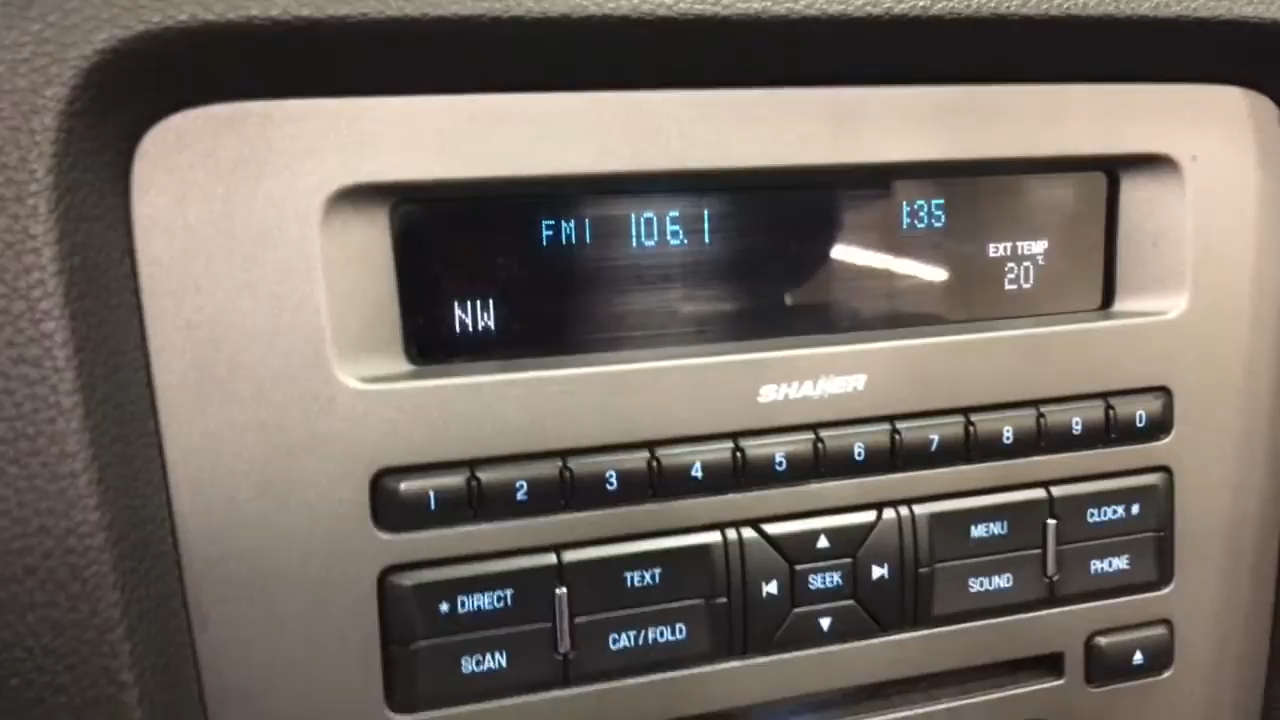 FM1 106.1 1:35
EXT TEMP
20°C
NW
SHAKER
1 2 3 4 5 6 7 8 9 0
MENU CLOCK #
* DIRECT TEXT SEEK SOUND PHONE
SCAN CAT/FOLD